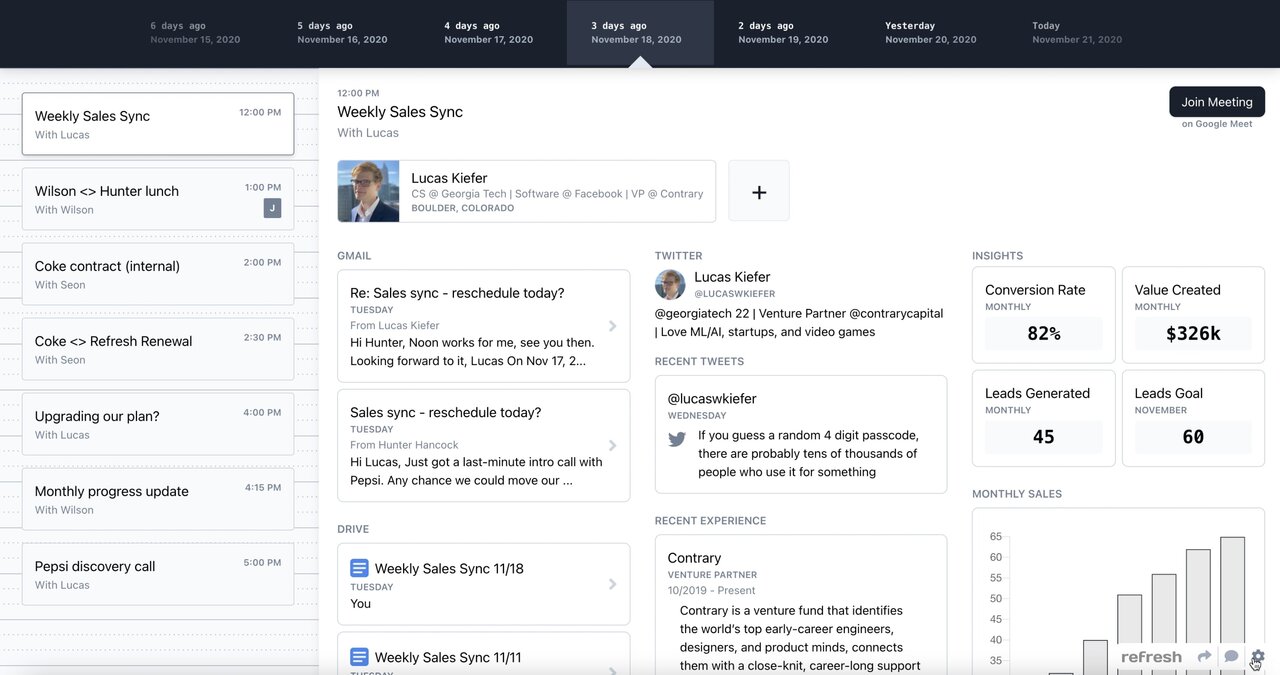 6 days ago
November 15, 2020
5 days ago
November 16, 2020
4 days ago
November 17, 2020
3 days ago
November 18, 2020
2 days ago
November 19, 2020
Yesterday
November 20, 2020
Today
November 21, 2020
Weekly Sales Sync
12:00 PM
With Lucas
Wilson <> Hunter lunch
1:00 PM
With Wilson
J
Coke contract (internal)
2:00 PM
With Seon
Coke <> Refresh Renewal
2:30 PM
With Seon
Upgrading our plan?
4:00 PM
With Lucas
Monthly progress update
4:15 PM
With Wilson
Pepsi discovery call
5:00 PM
With Lucas
12:00 PM
Weekly Sales Sync
With Lucas
Join Meeting
on Google Meet
Lucas Kiefer
CS @ Georgia Tech | Software @ Facebook | VP @ Contrary
BOULDER, COLORADO
+
GMAIL
Re: Sales sync - reschedule today?
TUESDAY
From Lucas Kiefer
Hi Hunter, Noon works for me, see you then.
Looking forward to it, Lucas On Nov 17, 2...
Sales sync - reschedule today?
TUESDAY
From Hunter Hancock
Hi Lucas, Just got a last-minute intro call with
Pepsi. Any chance we could move our ...
DRIVE
Weekly Sales Sync 11/18
TUESDAY
You
Weekly Sales Sync 11/11
TUESDAY
TWITTER
Lucas Kiefer
@LUCASWKIEFER
@georgiatech 22 | Venture Partner @contrarycapital
| Love ML/AI, startups, and video games
RECENT TWEETS
@lucaswkiefer
WEDNESDAY
If you guess a random 4 digit passcode,
there are probably tens of thousands of
people who use it for something
RECENT EXPERIENCE
Contrary
VENTURE PARTNER
10/2019 - Present
Contrary is a venture fund that identifies
the world's top early-career engineers,
designers, and product minds, connects
them with a close-knit, career-long support
INSIGHTS
Conversion Rate
MONTHLY
82%
Value Created
MONTHLY
$326k
Leads Generated
MONTHLY
45
Leads Goal
NOVEMBER
60
MONTHLY SALES
65
60
55
50
45
40
35
refresh